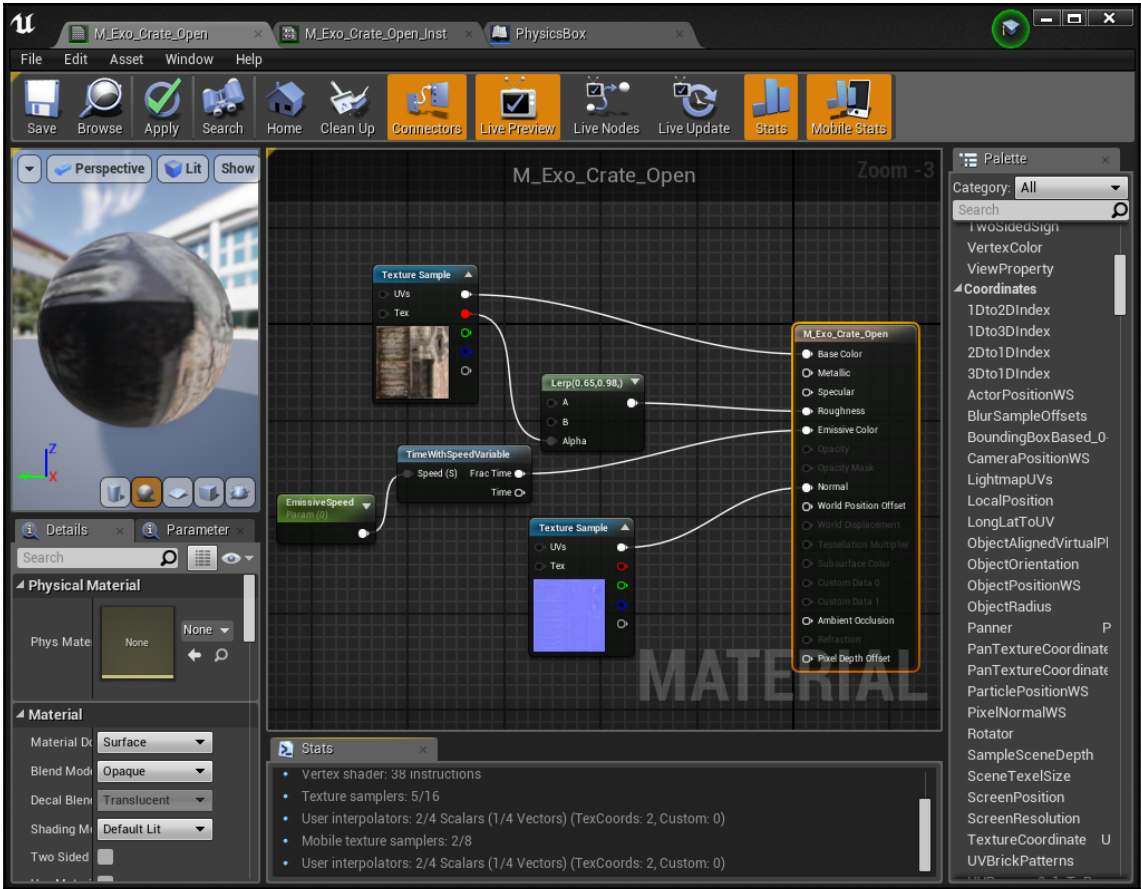 M_Exo_Crate_Open
M_Exo_Crate_Open_Inst
PhysicsBox
File Edit Asset Window Help
Save Browse Apply Search Home Clean Up Connectors Live Preview Live Nodes Live Update Stats Mobile Stats
Perspective Lit Show
M_Exo_Crate_Open
Zoom -3
Texture Sample
UVs
Tex
Lerp(0.65,0.98,)
A
B
Alpha
TimeWithSpeedVariable
Speed (S) Frac Time
Time
EmissiveSpeed
Param (0)
Texture Sample
UVs
Tex
M_Exo_Crate_Open
Base Color
Metallic
Specular
Roughness
Emissive Color
Opacity
Opacity Mask
Normal
World Position Offset
World Displacement
Tessellation Multiplier
Subsurface Color
Custom Data 0
Custom Data 1
Ambient Occlusion
Refraction
Pixel Depth Offset
MATERIAL
Z
X
Details
Parameter
Search
Physical Material
Phys Mate
None
None
Material
Material Do
Surface
Blend Mode
Opaque
Decal Blend
Translucent
Shading Mo
Default Lit
Two Sided
Stats
Vertex shader: 38 instructions
Texture samplers: 5/16
User interpolators: 2/4 Scalars (1/4 Vectors) (TexCoords: 2, Custom: 0)
Mobile texture samplers: 2/8
User interpolators: 2/4 Scalars (1/4 Vectors) (TexCoords: 2, Custom: 0)
Palette
Category: All
Search
TwoSidedSign
VertexColor
ViewProperty
Coordinates
1Dto2DIndex
1Dto3DIndex
2Dto1DIndex
3Dto1DIndex
ActorPositionWS
BlurSampleOffsets
BoundingBoxBased_0-
CameraPositionWS
LightmapUVs
LocalPosition
LongLatToUV
ObjectAlignedVirtualPl
ObjectOrientation
ObjectPositionWS
ObjectRadius
Panner P
PanTextureCoordinate
PanTextureCoordinate
ParticlePositionWS
PixelNormalWS
Rotator
SampleSceneDepth
SceneTexelSize
ScreenPosition
ScreenResolution
TextureCoordinate U
UVBrickPatterns